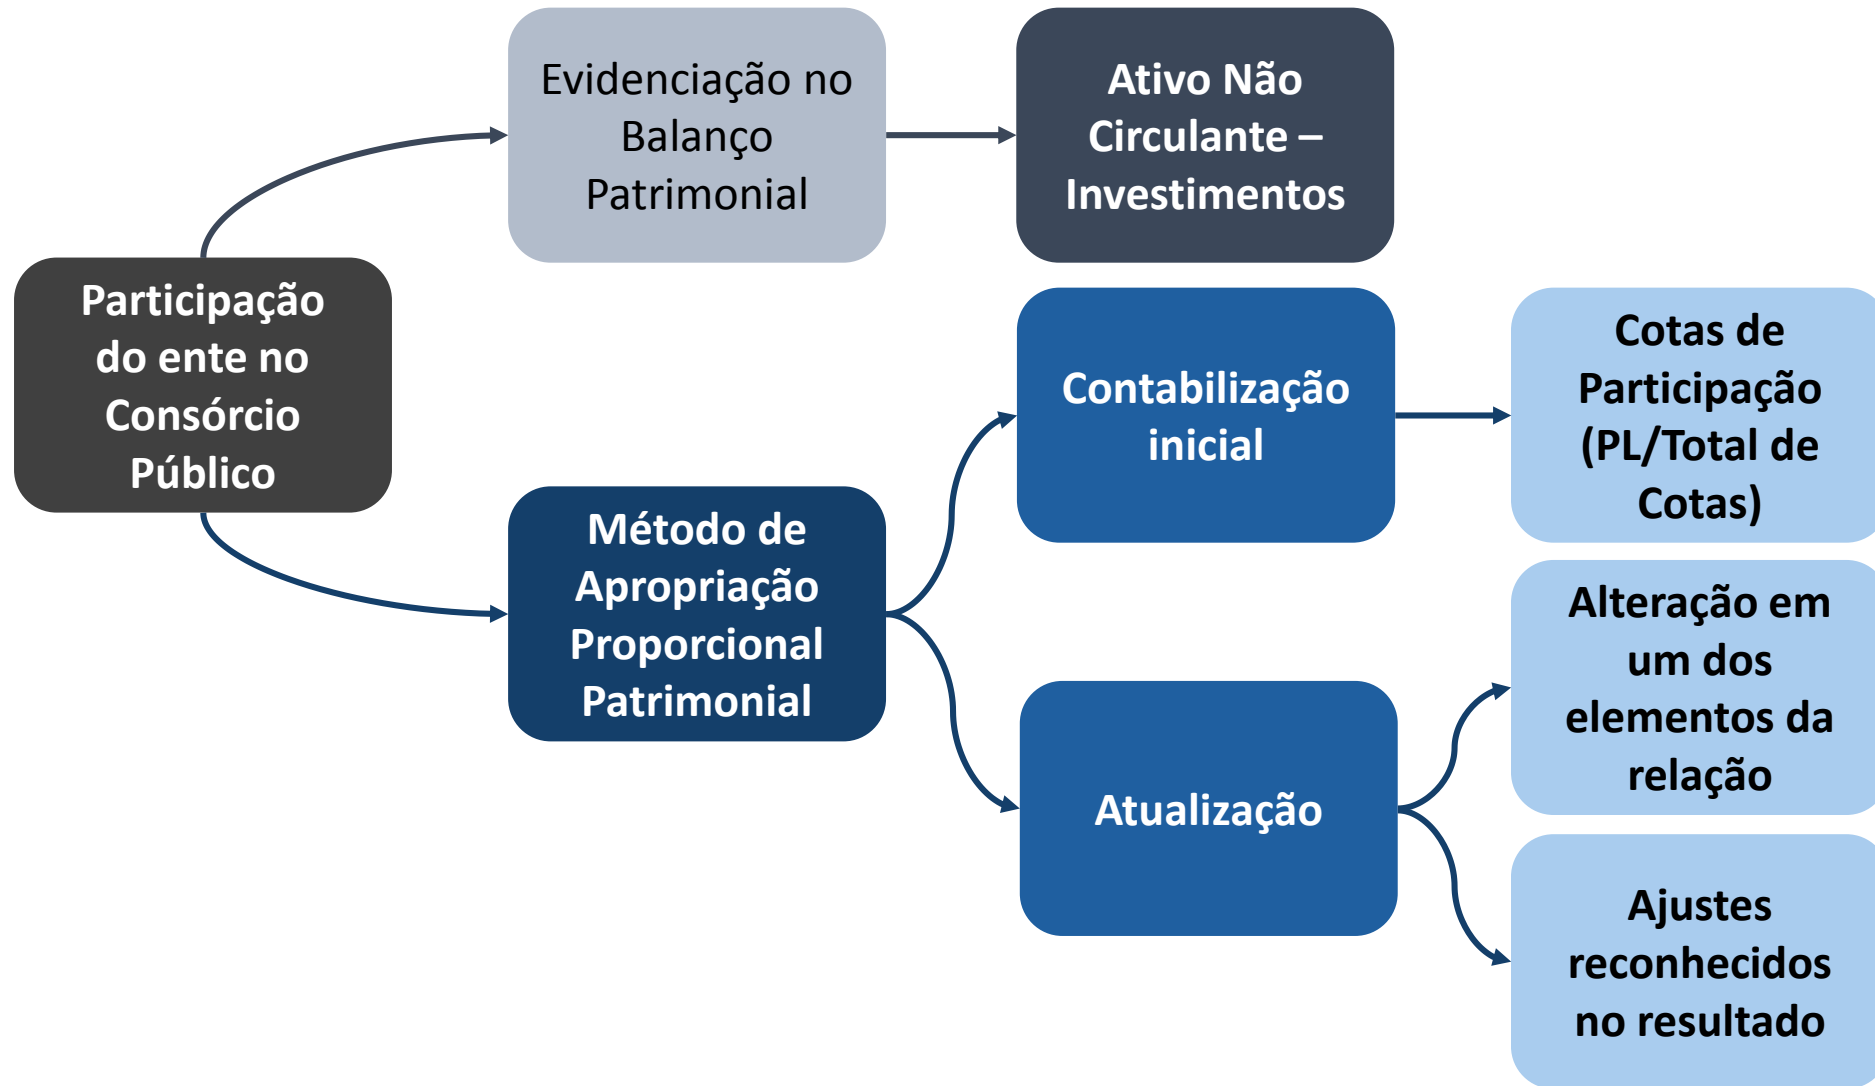 Evidenciação no
Balanço
Patrimonial
Ativo Não
Circulante –
Investimentos
Participação
do ente no
Consórcio
Público
Método de
Apropriação
Proporcional
Patrimonial
Contabilização
inicial
Cotas de
Participação
(PL/Total de
Cotas)
Atualização
Alteração em
um dos
elementos da
relação
Ajustes
reconhecidos
no resultado